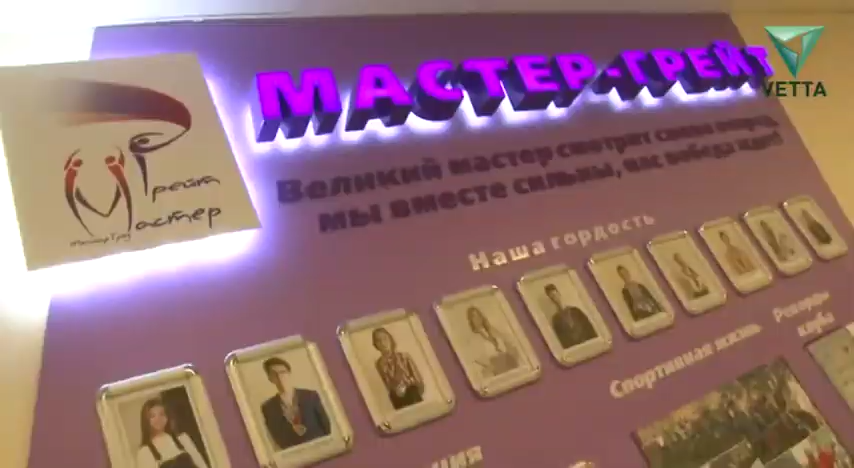 МАСТЕР-ГРЕЙТ
VETTA
Грейт
Мастер
Великий мастер смотрит смело вперед,
мы вместе сильны, нас победа ждет!
Наша гордость
Спортивная жизнь
клуба